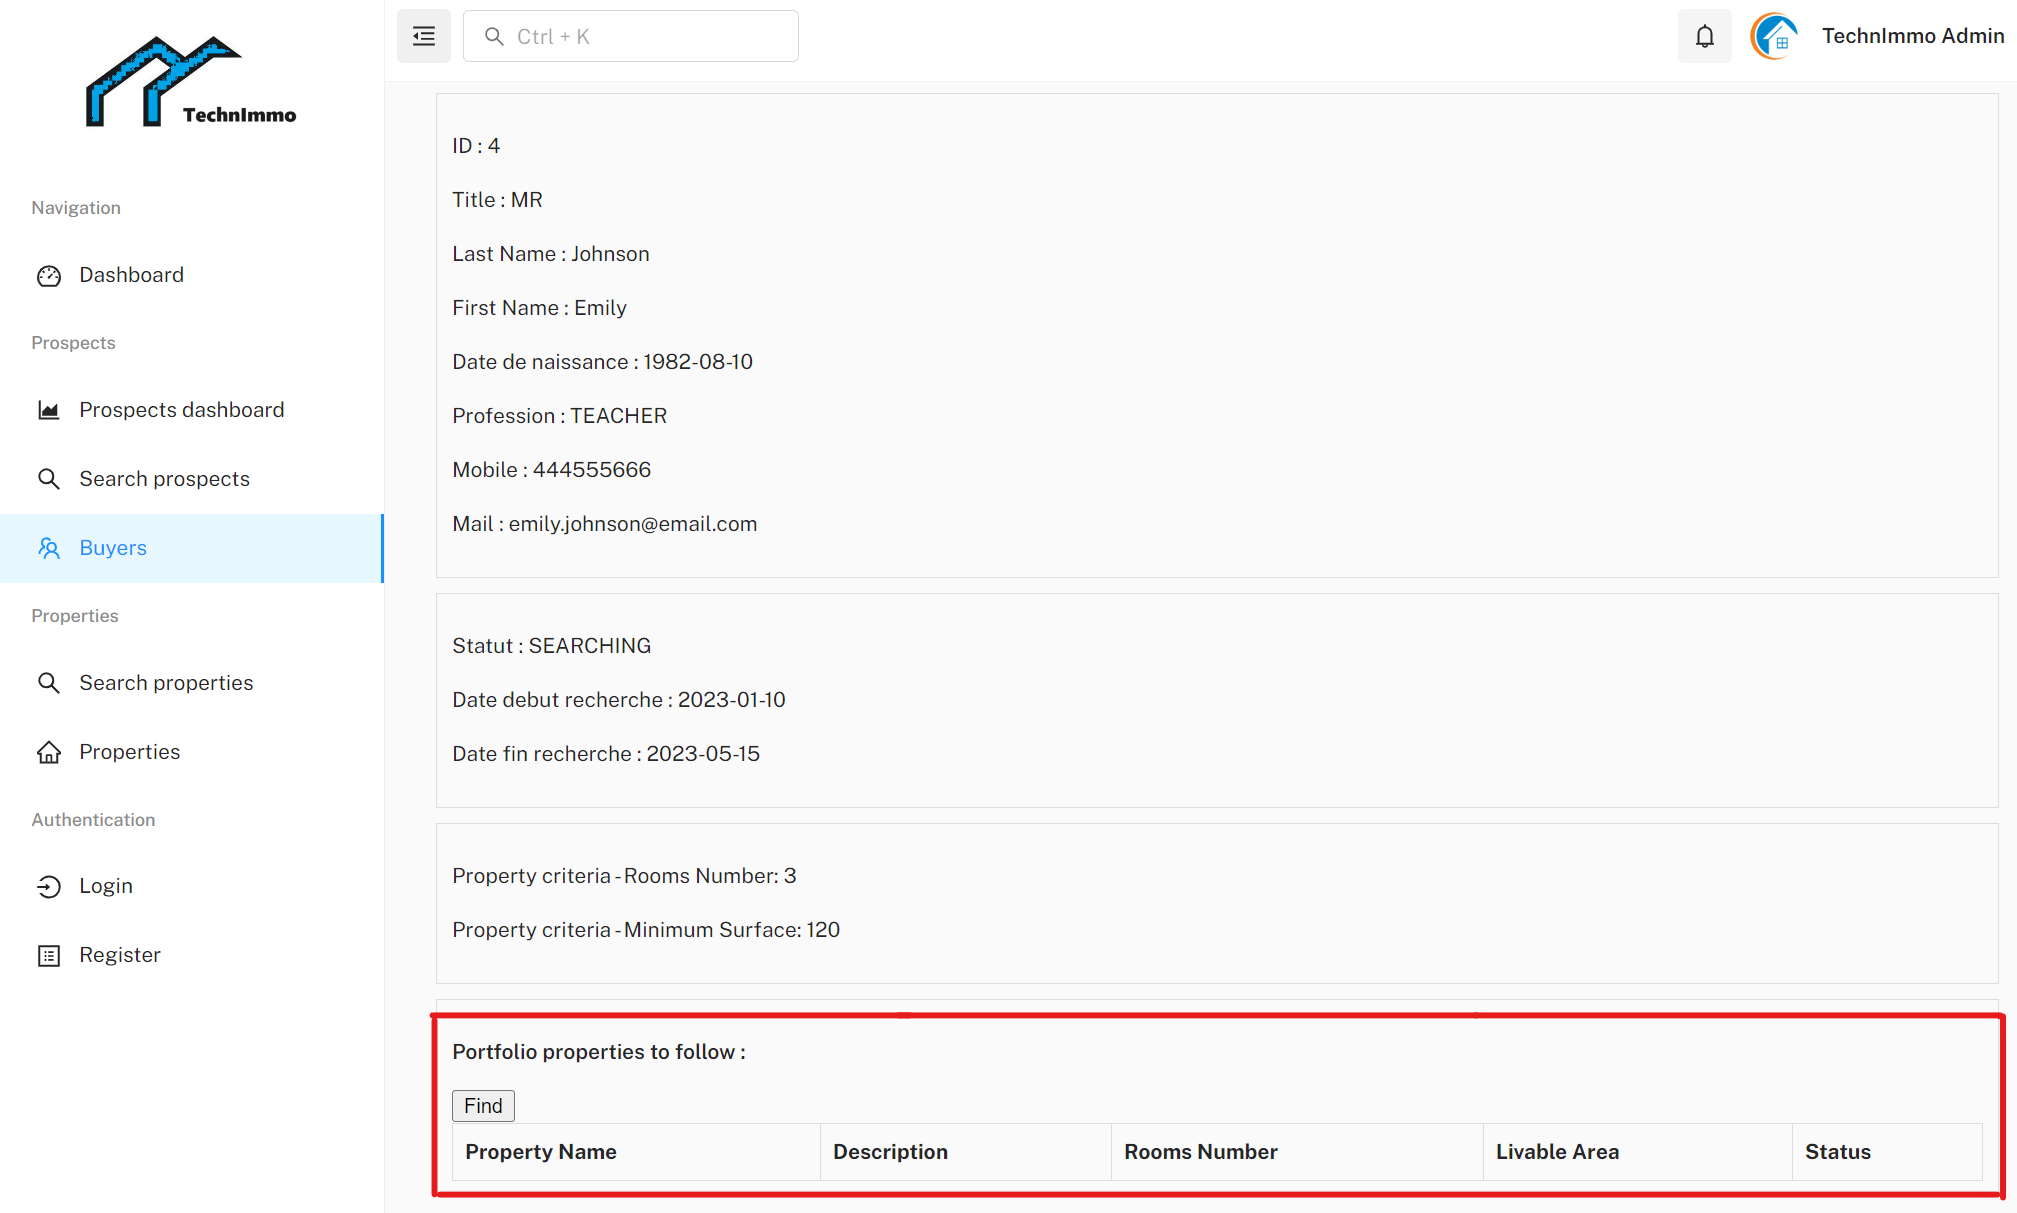 TechnImmo
Ctrl + K
TechnImmo Admin
Navigation
Dashboard
Prospects
Prospects dashboard
Search prospects
Buyers
Properties
Search properties
Properties
Authentication
Login
Register
ID : 4
Title : MR
Last Name : Johnson
First Name : Emily
Date de naissance : 1982-08-10
Profession : TEACHER
Mobile : 444555666
Mail : emily.johnson@email.com
Statut : SEARCHING
Date debut recherche : 2023-01-10
Date fin recherche : 2023-05-15
Property criteria - Rooms Number: 3
Property criteria - Minimum Surface: 120
Portfolio properties to follow :
Find
Property Name Description Rooms Number Livable Area Status